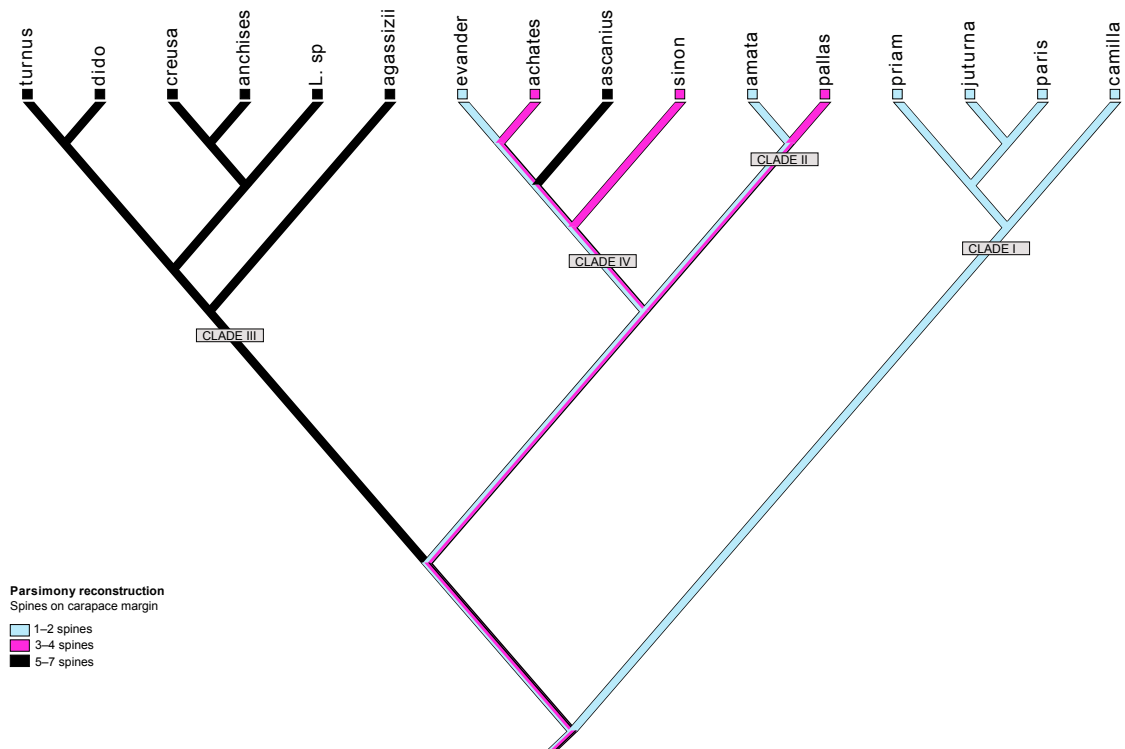 turnus
dido
creusa
anchises
L. sp
agassizii
evander
achates
ascanius
sinon
amata
pallas
priam
juturna
paris
camilla
CLADE II
CLADE I
CLADE IV
CLADE III
Parsimony reconstruction
Spines on carapace margin
1–2 spines
3–4 spines
5–7 spines